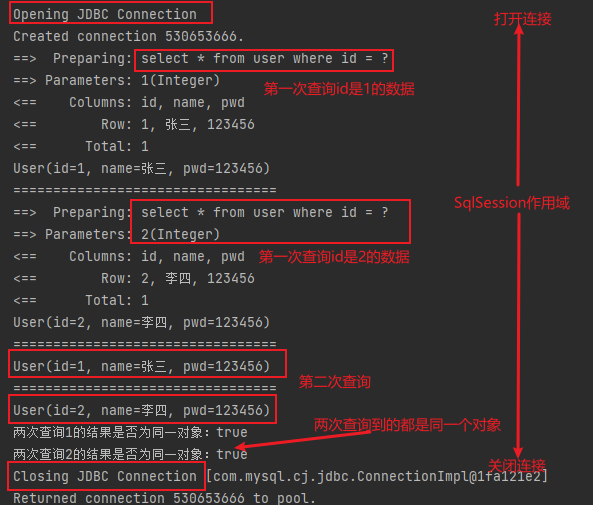 Opening JDBC Connection
打开连接
Created connection 530653666.
==>  Preparing: select * from user where id = ?
==> Parameters: 1(Integer)
第一次查询id是1的数据
<==    Columns: id, name, pwd
<==        Row: 1, 张三, 123456
<==      Total: 1
User(id=1, name=张三, pwd=123456)
================================
SqlSession作用域
==>  Preparing: select * from user where id = ?
==> Parameters: 2(Integer)
<==    Columns: id, name, pwd
第一次查询id是2的数据
<==        Row: 2, 李四, 123456
<==      Total: 1
User(id=2, name=李四, pwd=123456)
================================
User(id=1, name=张三, pwd=123456)
第二次查询
================================
User(id=2, name=李四, pwd=123456)
两次查询到的都是同一个对象
两次查询1的结果是否为同一对象：true
两次查询2的结果是否为同一对象：true
关闭连接
Closing JDBC Connection [com.mysql.cj.jdbc.ConnectionImpl@1fa121e2]
Returned connection 530653666 to pool.